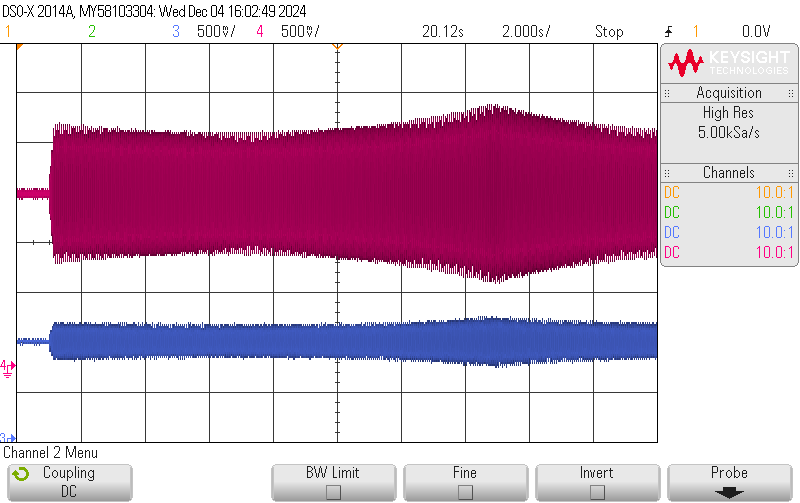 DSO-X 2014A, MY58103304: Wed Dec 04 16:02:49 2024
1 2 3 500mV/ 4 500mV/ 20.12s 2.000s/ Stop 1 0.0V
KEYSIGHT
TECHNOLOGIES
Acquisition
High Res
5.00kSa/s
Channels
DC 10.0:1
DC 10.0:1
DC 10.0:1
DC 10.0:1
4
3
Channel 2 Menu
Coupling
DC
BW Limit
Fine
Invert
Probe